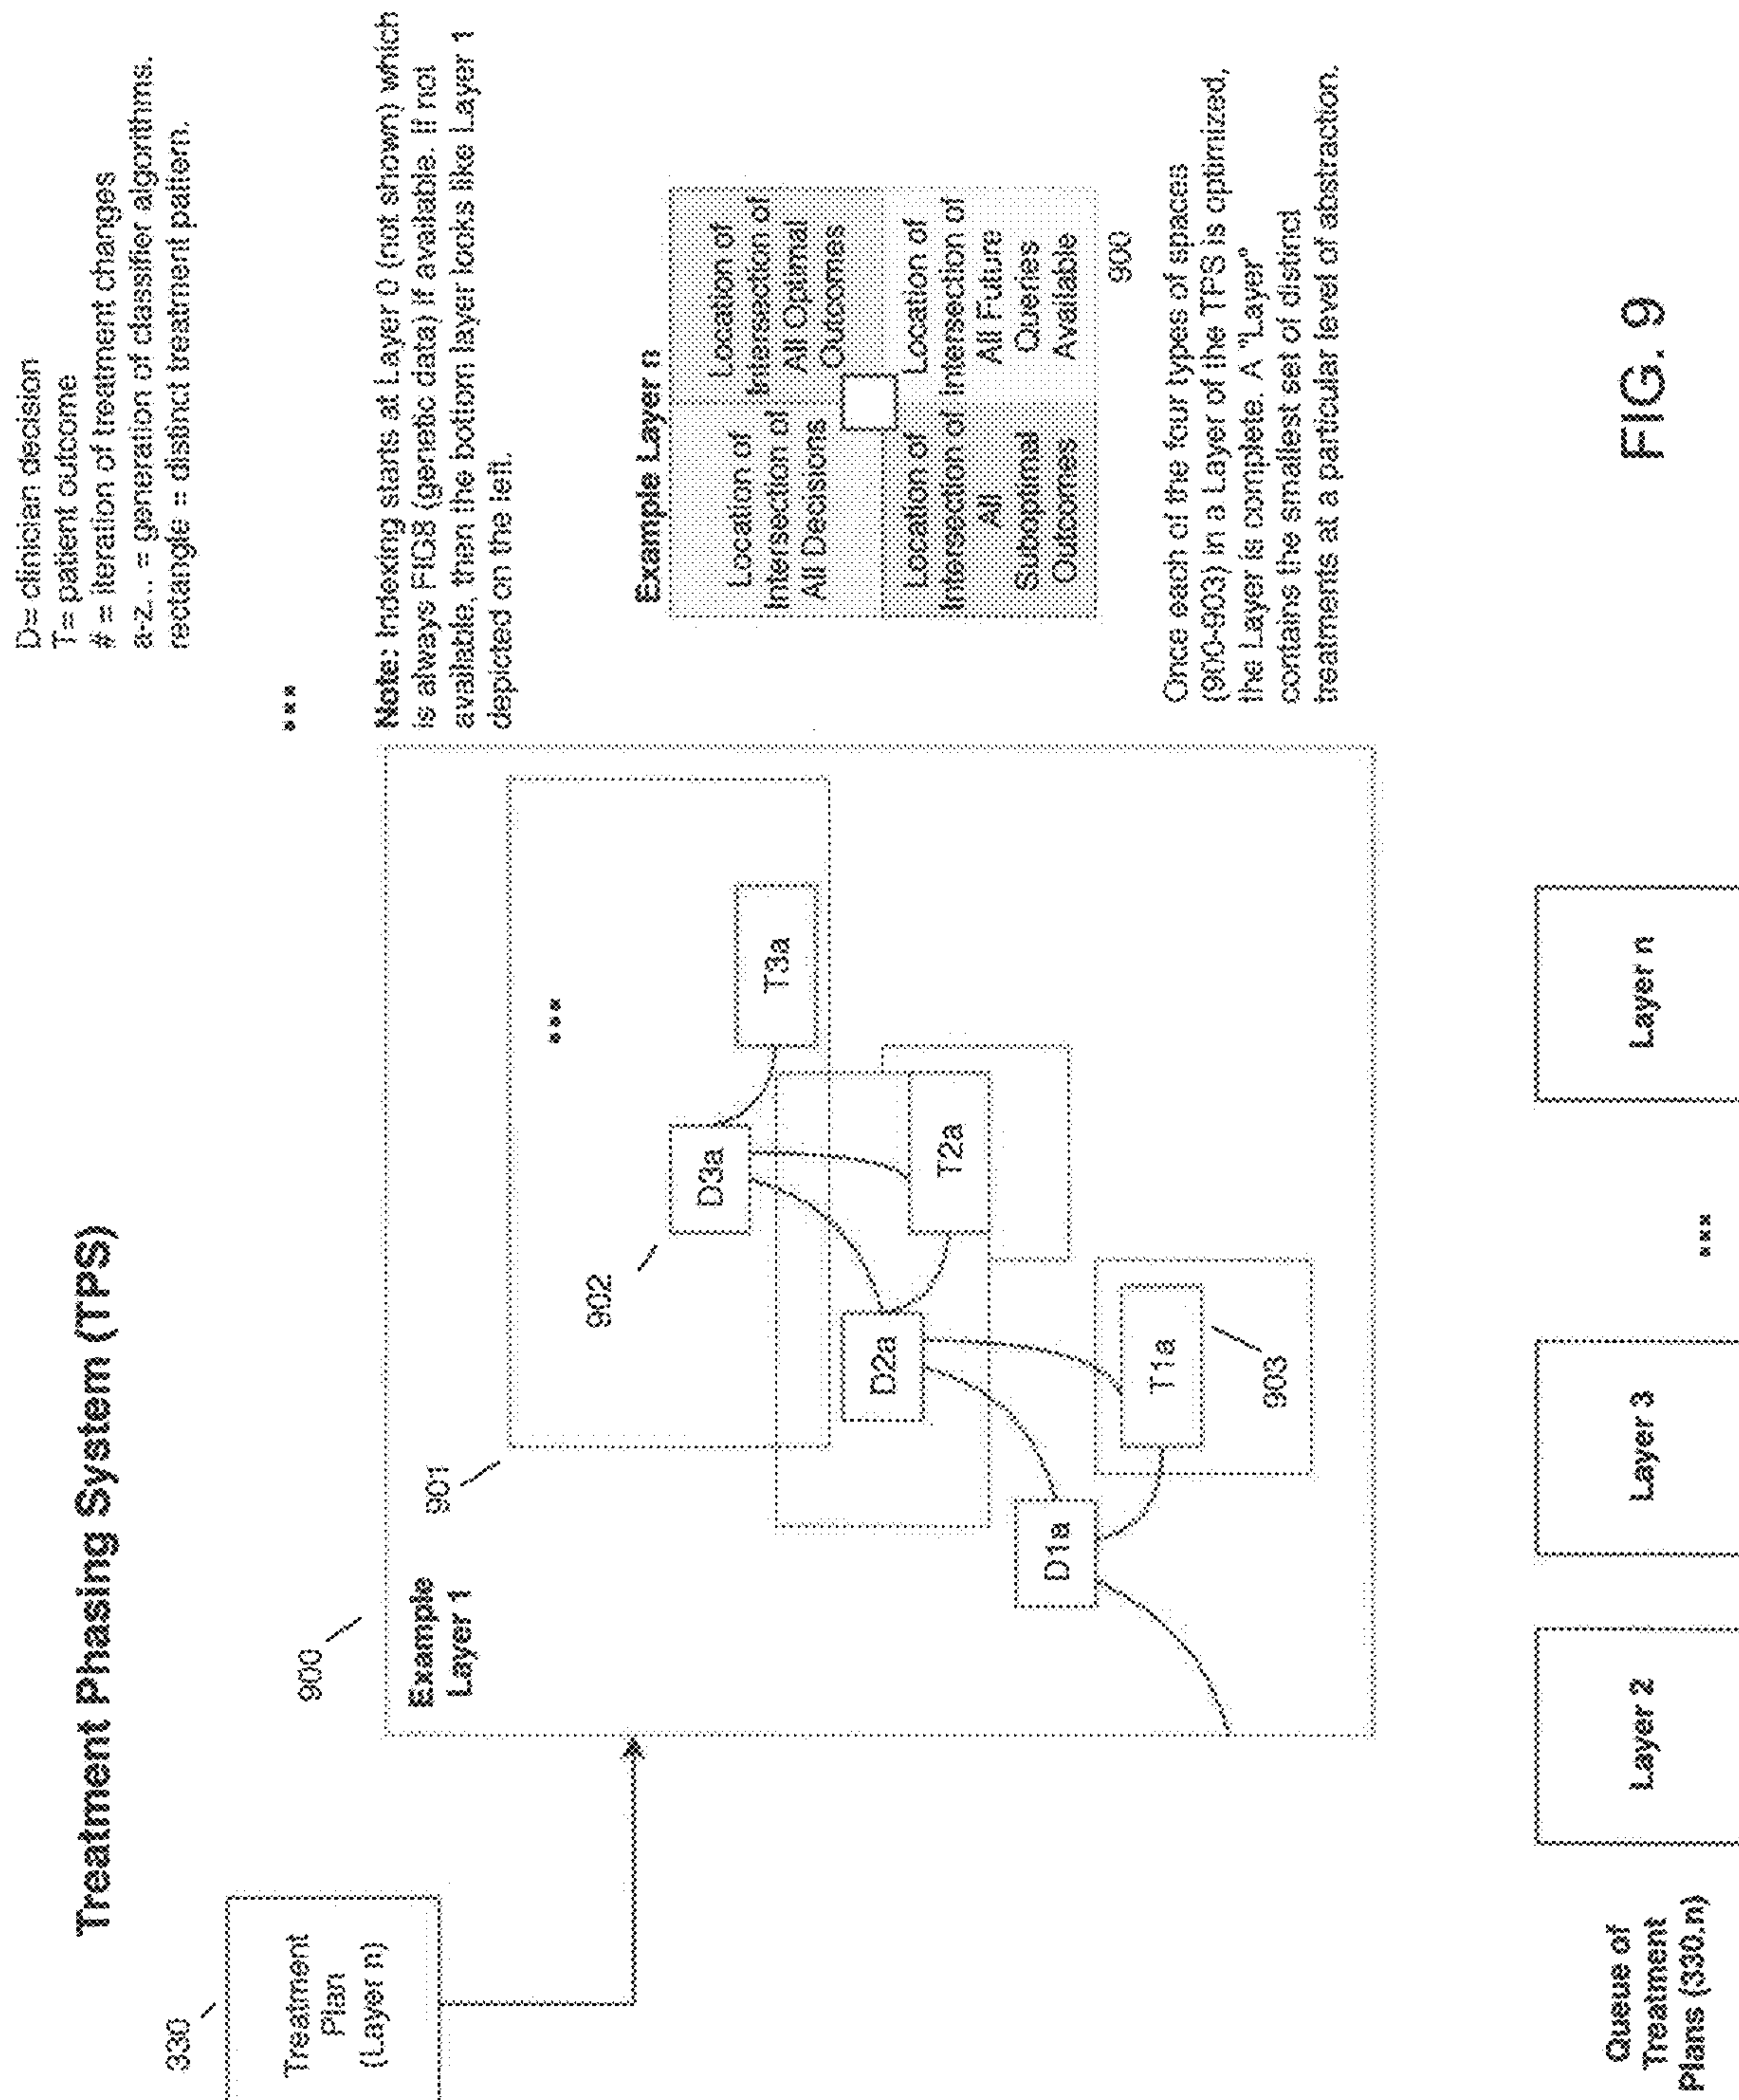 Treatment Phasing System (TPS)
D= clinician decision
T= patient outcome
# = iteration of treatment changes
a-z... = generation of classifier algorithms.
rectangle = distinct treatment pattern.
330
Treatment
Plan
(Layer n)
900
...
Example
Layer 1
901
902
...
D3a
T3a
D2a
T2a
D1a
T1a
903
Note: Indexing starts at Layer 0 (not shown) which
is always FIG8 (genetic data) if available. If not
available, then the bottom layer looks like Layer 1
depicted on the left.
Example Layer n
Location of
Intersection of
All Decisions
Location of
Intersection of
All Optimal
Outcomes
Location of
Intersection of
All
Suboptimal
Outcomes
Location of
Intersection of
All Future
Queries
Available
900
Once each of the four types of spaces
(900-903) in a Layer of the TPS is optimized,
the Layer is complete. A "Layer"
contains the smallest set of distinct
treatments at a particular level of abstraction.
Queue of
Treatment
Plans (330.n)
Layer 2
Layer 3
...
Layer n
FIG. 9